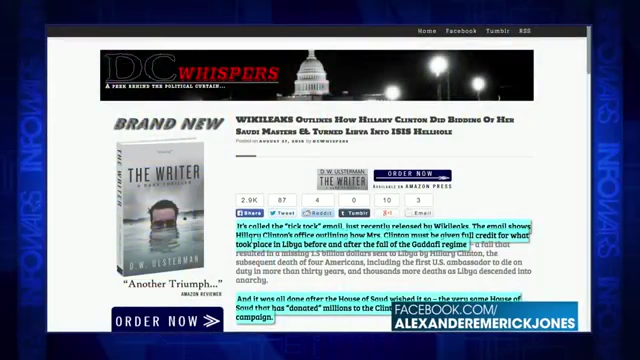 Home Facebook Tumblr RSS
DC WHISPERS
A PEEK BEHIND THE POLITICAL CURTAIN...
BRAND NEW
THE WRITER
D.W. ULSTERMAN
"Another Triumph..."
AMAZON REVIEWER
ORDER NOW
WIKILEAKS Outlines How Hillary Clinton Did Bidding Of Her
Saudi Masters & Turned Libya Into ISIS Hellhole
Posted on AUGUST 27, 2016 by DCWHISPERS
D. W. ULSTERMAN
THE WRITER
ORDER NOW
AVAILABLE ON AMAZON PRESS
2.9K 87 4 0 10 3
Share Tweet Reddit Tumblr +1 Email
It's called the "tick tock" email, just recently released by Wikileaks. The email shows
Hillary Clinton's office outlining how Mrs. Clinton must be given full credit for what
took place in Libya before and after the fall of the Gaddafi regime – a fall that
resulted in a missing 1.5 billion dollars sent to Libya by Hillary Clinton, the
subsequent death of four Americans, including the first U.S. ambassador to die on
duty in more than thirty years, and thousands more deaths as Libya descended into
anarchy.
And it was all done after the House of Saud wished it so – the very same House of
Saud that has "donated" millions to the Clint
campaign.
FACEBOOK.COM/
ALEXANDEREMERICKJONES
INFOWARS
INFOWARS